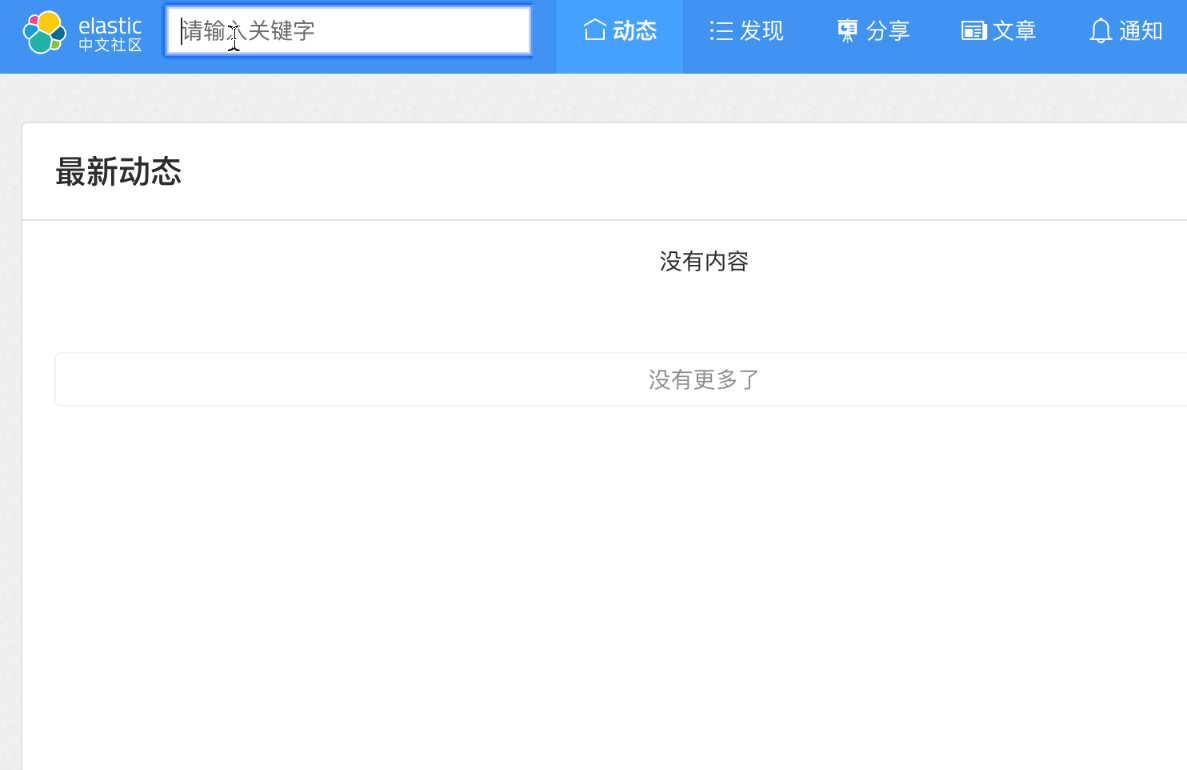 elastic
中文社区
请输入关键字
动态
发现
分享
文章
通知
最新动态
没有内容
没有更多了